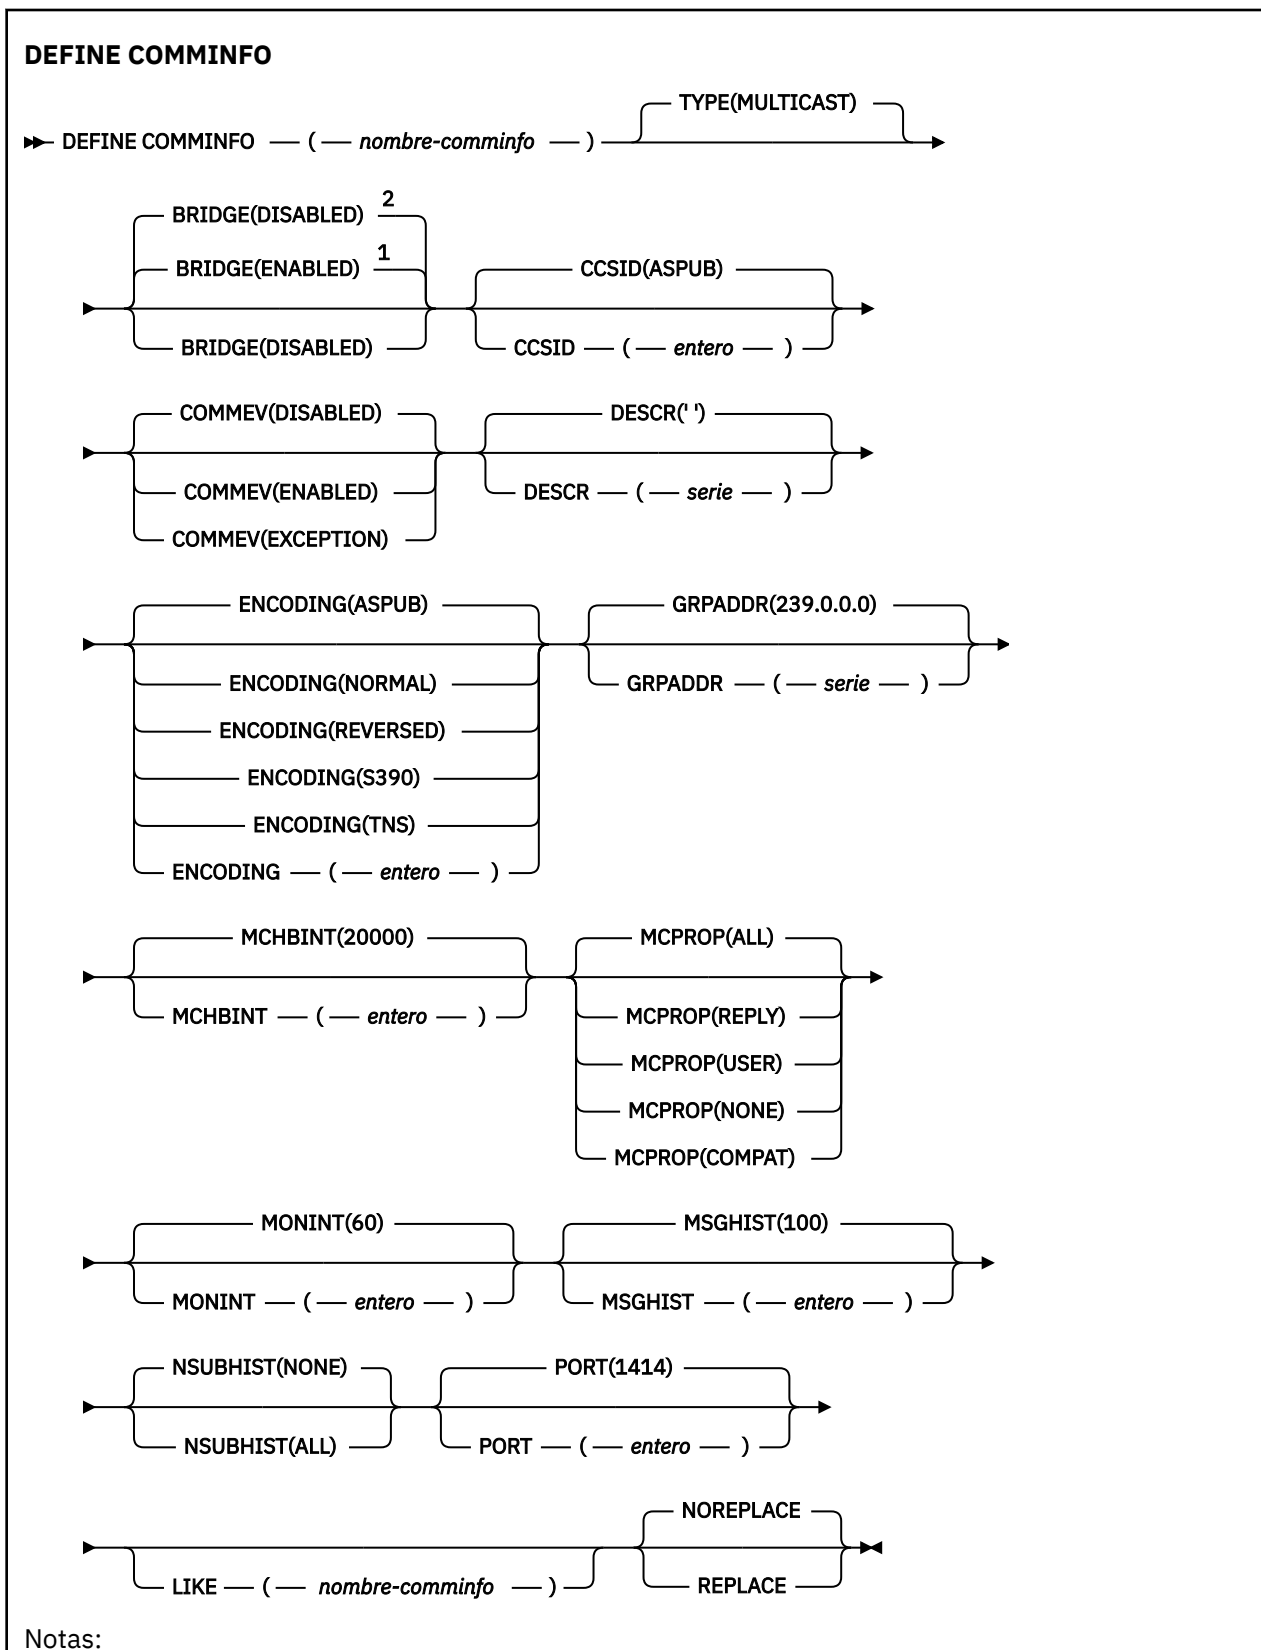 DEFINE COMMINFO
TYPE(MULTICAST)
DEFINE COMMINFO ( nombre-comminfo )
BRIDGE(DISABLED) 2
BRIDGE(ENABLED) 1 CCSID(ASPUB)
BRIDGE(DISABLED) CCSID ( entero )
COMMEV(DISABLED) DESCR(' ')
COMMEV(ENABLED) DESCR ( serie )
COMMEV(EXCEPTION)
ENCODING(ASPUB) GRPADDR(239.0.0.0)
ENCODING(NORMAL) GRPADDR ( serie )
ENCODING(REVERSED)
ENCODING(S390)
ENCODING(TNS)
ENCODING ( entero )
MCHBINT(20000) MCPROP(ALL)
MCHBINT ( entero ) MCPROP(REPLY)
MCPROP(USER)
MCPROP(NONE)
MCPROP(COMPAT)
MONINT(60) MSGHIST(100)
MONINT ( entero ) MSGHIST ( entero )
NSUBHIST(NONE) PORT(1414)
NSUBHIST(ALL) PORT ( entero )
NOREPLACE
LIKE ( nombre-comminfo ) REPLACE
Notas: